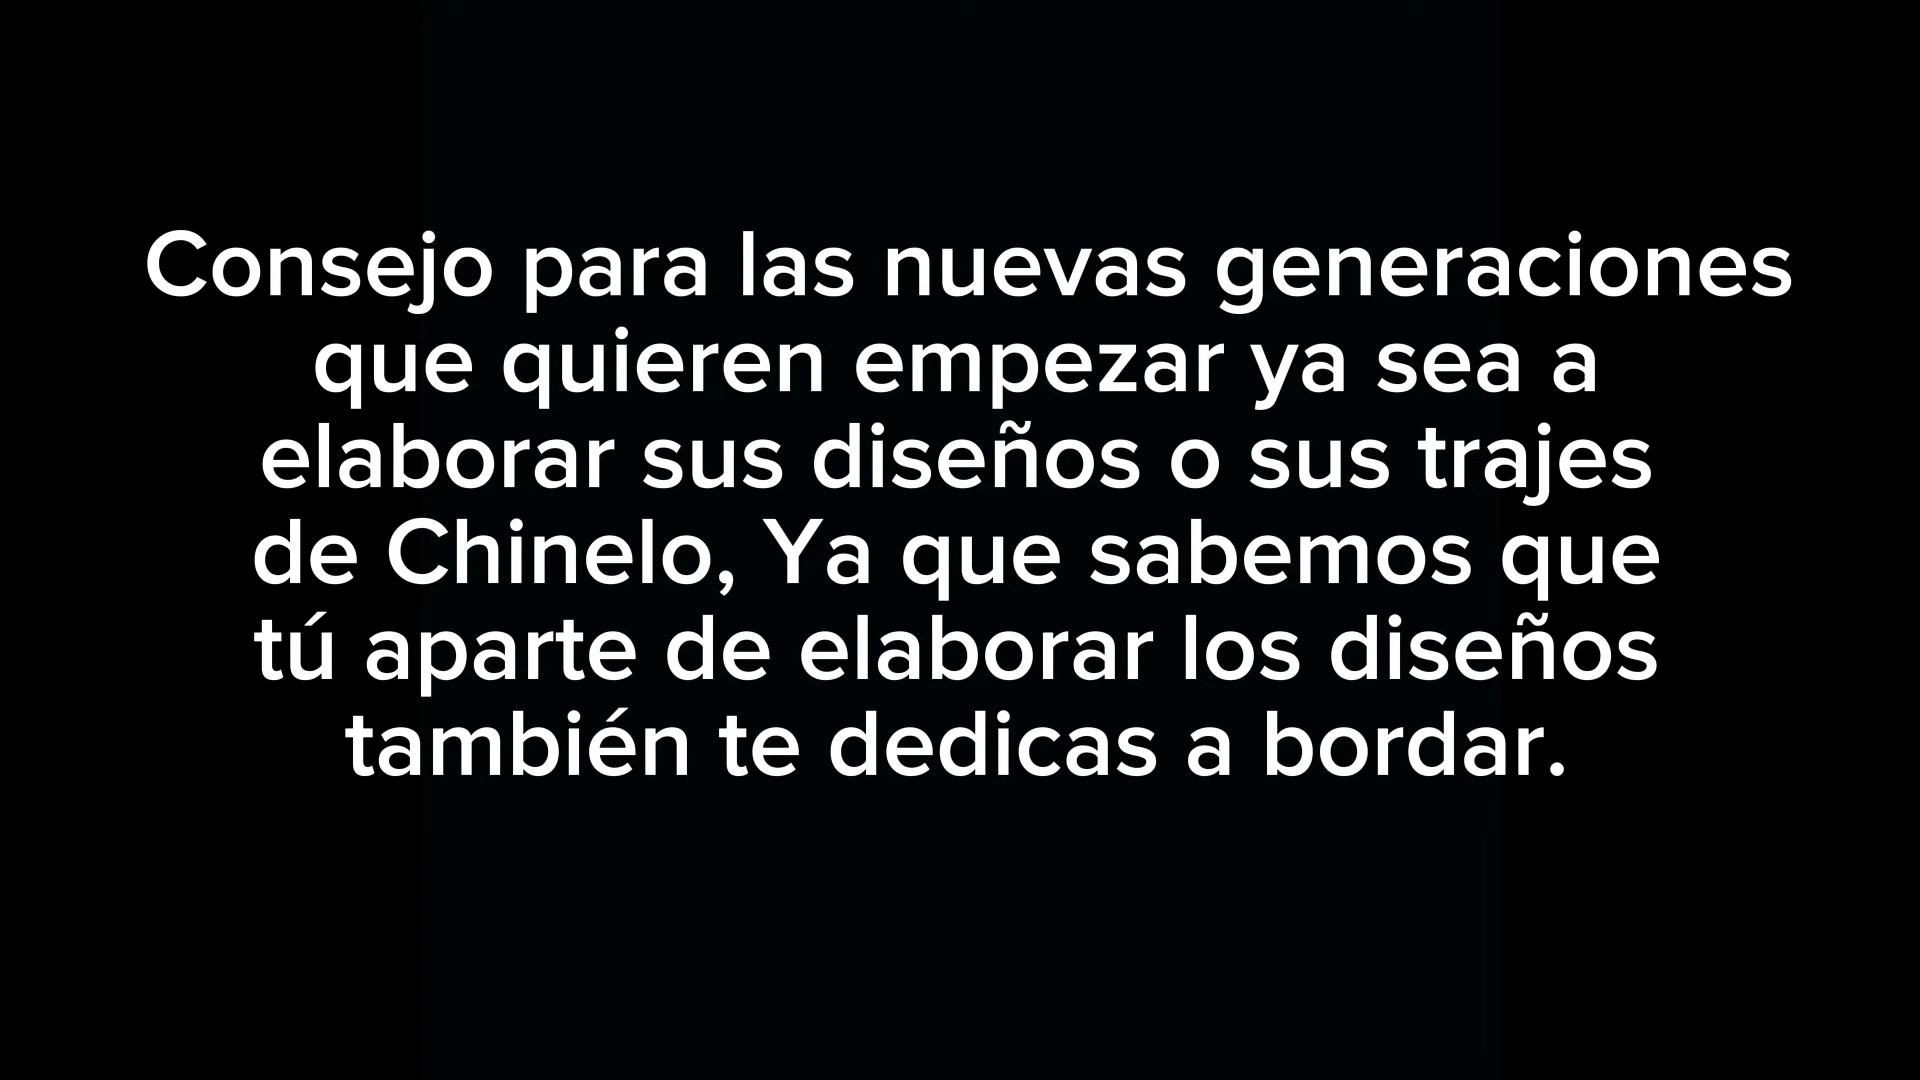 Consejo para las nuevas generaciones
que quieren empezar ya sea a
elaborar sus diseños o sus trajes
de Chinelo, Ya que sabemos que
tú aparte de elaborar los diseños
también te dedicas a bordar.